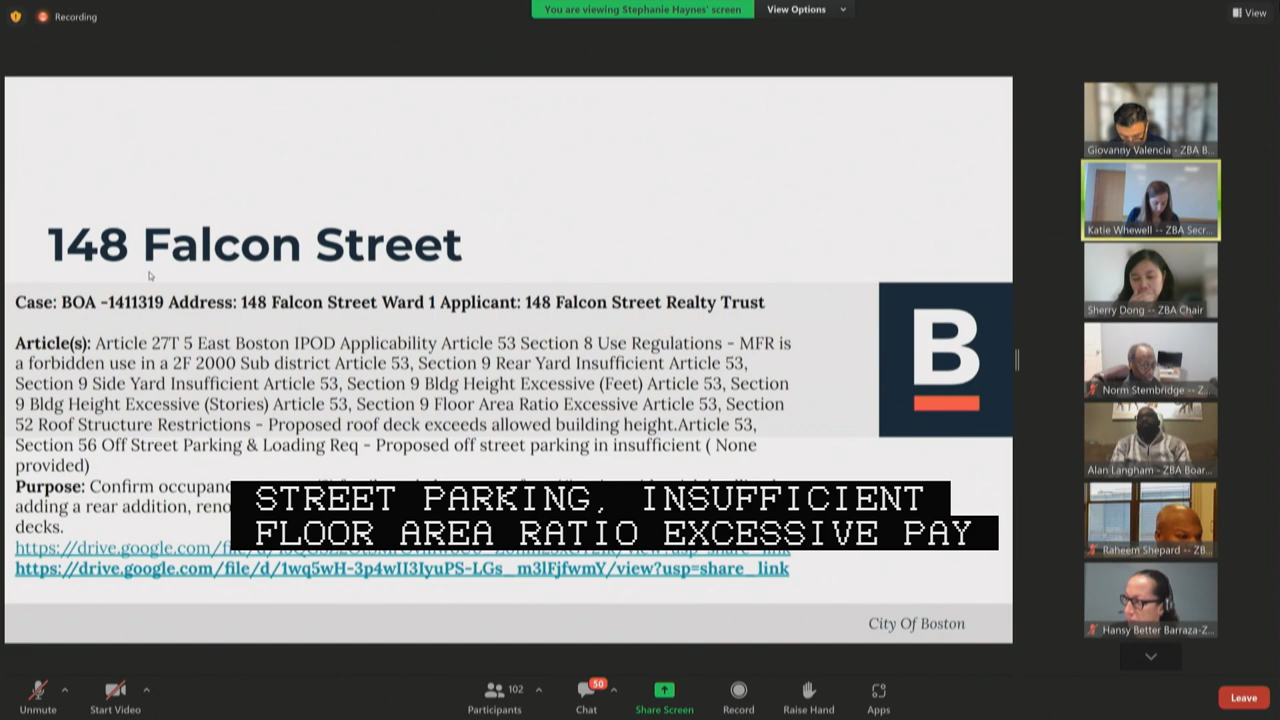 Recording
You are viewing Stephanie Haynes' screen
View Options
View
148 Falcon Street
Case: BOA -1411319 Address: 148 Falcon Street Ward 1 Applicant: 148 Falcon Street Realty Trust
Article(s): Article 27T 5 East Boston IPOD Applicability Article 53 Section 8 Use Regulations - MFR is
a forbidden use in a 2F 2000 Sub district Article 53, Section 9 Rear Yard Insufficient Article 53,
Section 9 Side Yard Insufficient Article 53, Section 9 Bldg Height Excessive (Feet) Article 53, Section
9 Bldg Height Excessive (Stories) Article 53, Section 9 Floor Area Ratio Excessive Article 53, Section
52 Roof Structure Restrictions - Proposed roof deck exceeds allowed building height.Article 53,
Section 56 Off Street Parking & Loading Req - Proposed off street parking in insufficient ( None
provided)
Purpose: Confirm
adding a rear addition,
decks.
STREET PARKING, INSUFFICIENT
FLOOR AREA RATIO EXCESSIVE PAY
https://drive.google.com/file/d/1wq5wH-3p4wII3IyuPS-LGs_m3lFjfwmY/view?usp=share_link
B
City Of Boston
Giovanny Valencia - ZBA B...
Katie Whewell -- ZBA Secr...
Sherry Dong -- ZBA Chair
Norm Stembridge -- Z...
Alan Langham - ZBA Boar...
Raheem Shepard -- ZB...
Hansy Better Barraza-Z...
Unmute
Start Video
102
Participants
50
Chat
Share Screen
Record
Raise Hand
Apps
Leave